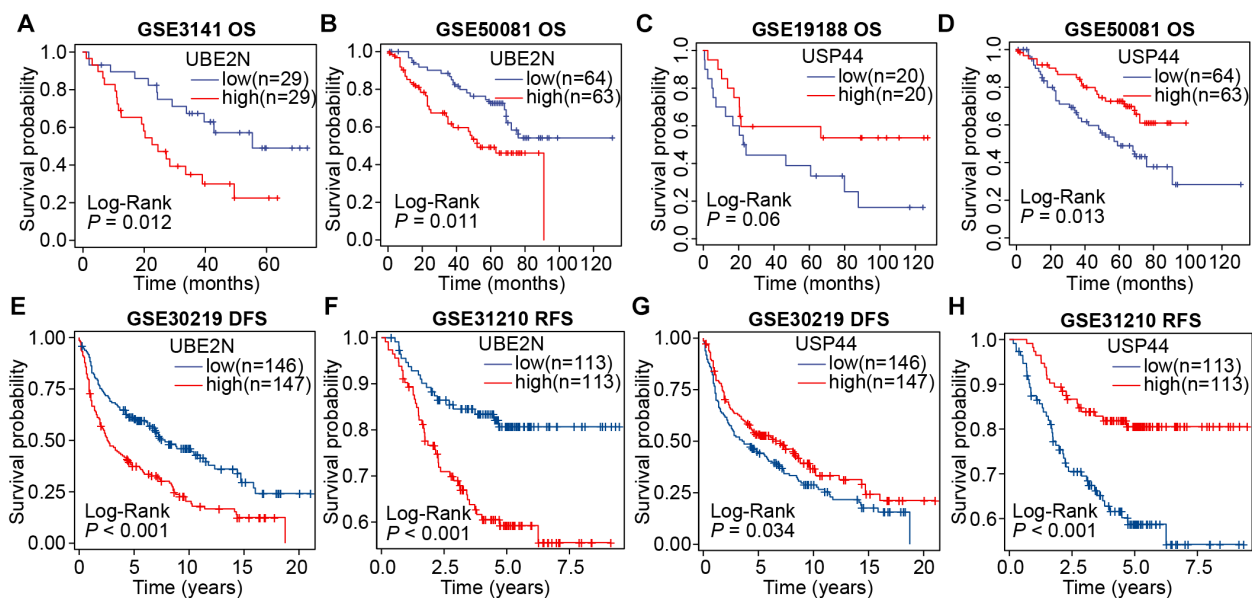 A
GSE3141 OS
UBE2N
low(n=29)
high(n=29)
Log-Rank
P = 0.012
Survival probability
0.0
0.2
0.4
0.6
0.8
1.0
0
20
40
60
Time (months)
B
GSE50081 OS
UBE2N
low(n=64)
high(n=63)
Log-Rank
P = 0.011
Survival probability
0.0
0.2
0.4
0.6
0.8
1.0
0
20
40
60
80
100
120
Time (months)
C
GSE19188 OS
USP44
low(n=20)
high(n=20)
Log-Rank
P = 0.06
Survival probability
0.0
0.2
0.4
0.6
0.8
1.0
0
20
40
60
80
100
120
Time (months)
D
GSE50081 OS
USP44
low(n=64)
high(n=63)
Log-Rank
P = 0.013
Survival probability
0.0
0.2
0.4
0.6
0.8
1.0
0
20
40
60
80
100
120
Time (months)
E
GSE30219 DFS
UBE2N
low(n=146)
high(n=147)
Log-Rank
P < 0.001
Survival probability
0.00
0.25
0.50
0.75
1.00
0
5
10
15
20
Time (years)
F
GSE31210 RFS
UBE2N
low(n=113)
high(n=113)
Log-Rank
P < 0.001
Survival probability
0.6
0.7
0.8
0.9
1.0
0.0
2.5
5.0
7.5
Time (years)
G
GSE30219 DFS
USP44
low(n=146)
high(n=147)
Log-Rank
P = 0.034
Survival probability
0.00
0.25
0.50
0.75
1.00
0
5
10
15
20
Time (years)
H
GSE31210 RFS
USP44
low(n=113)
high(n=113)
Log-Rank
P < 0.001
Survival probability
0.6
0.7
0.8
0.9
1.0
0.0
2.5
5.0
7.5
Time (years)